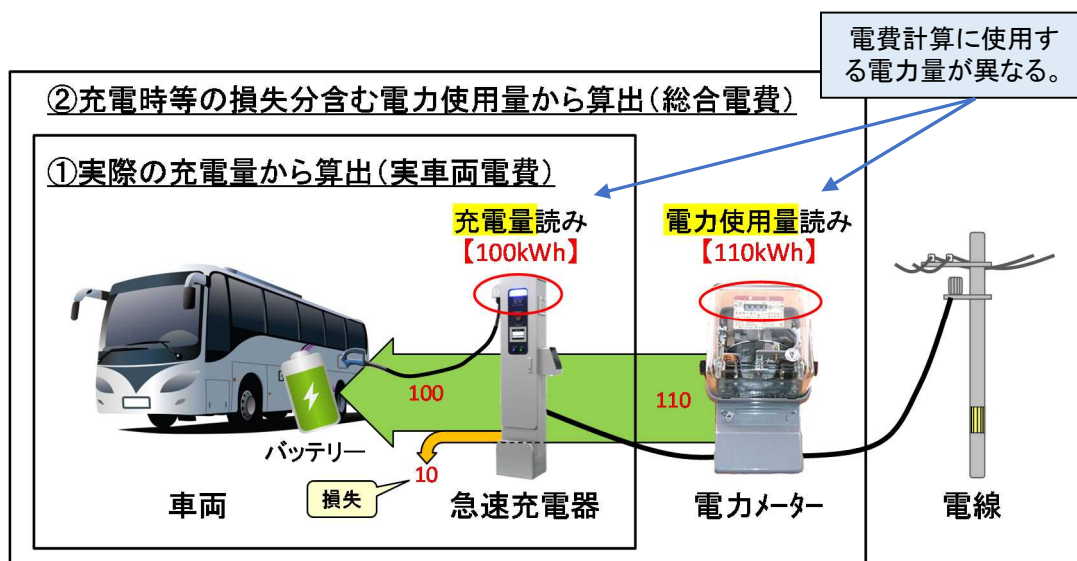 電費計算に使用す
る電力量が異なる。
②充電時等の損失分含む電力使用量から算出(総合電費)
①実際の充電量から算出(実車両電費)
充電量読み
【100kWh】
電力使用量読み
【110kWh】
100
110
バッテリー
10
損失
車両
急速充電器
電力メーター
電線